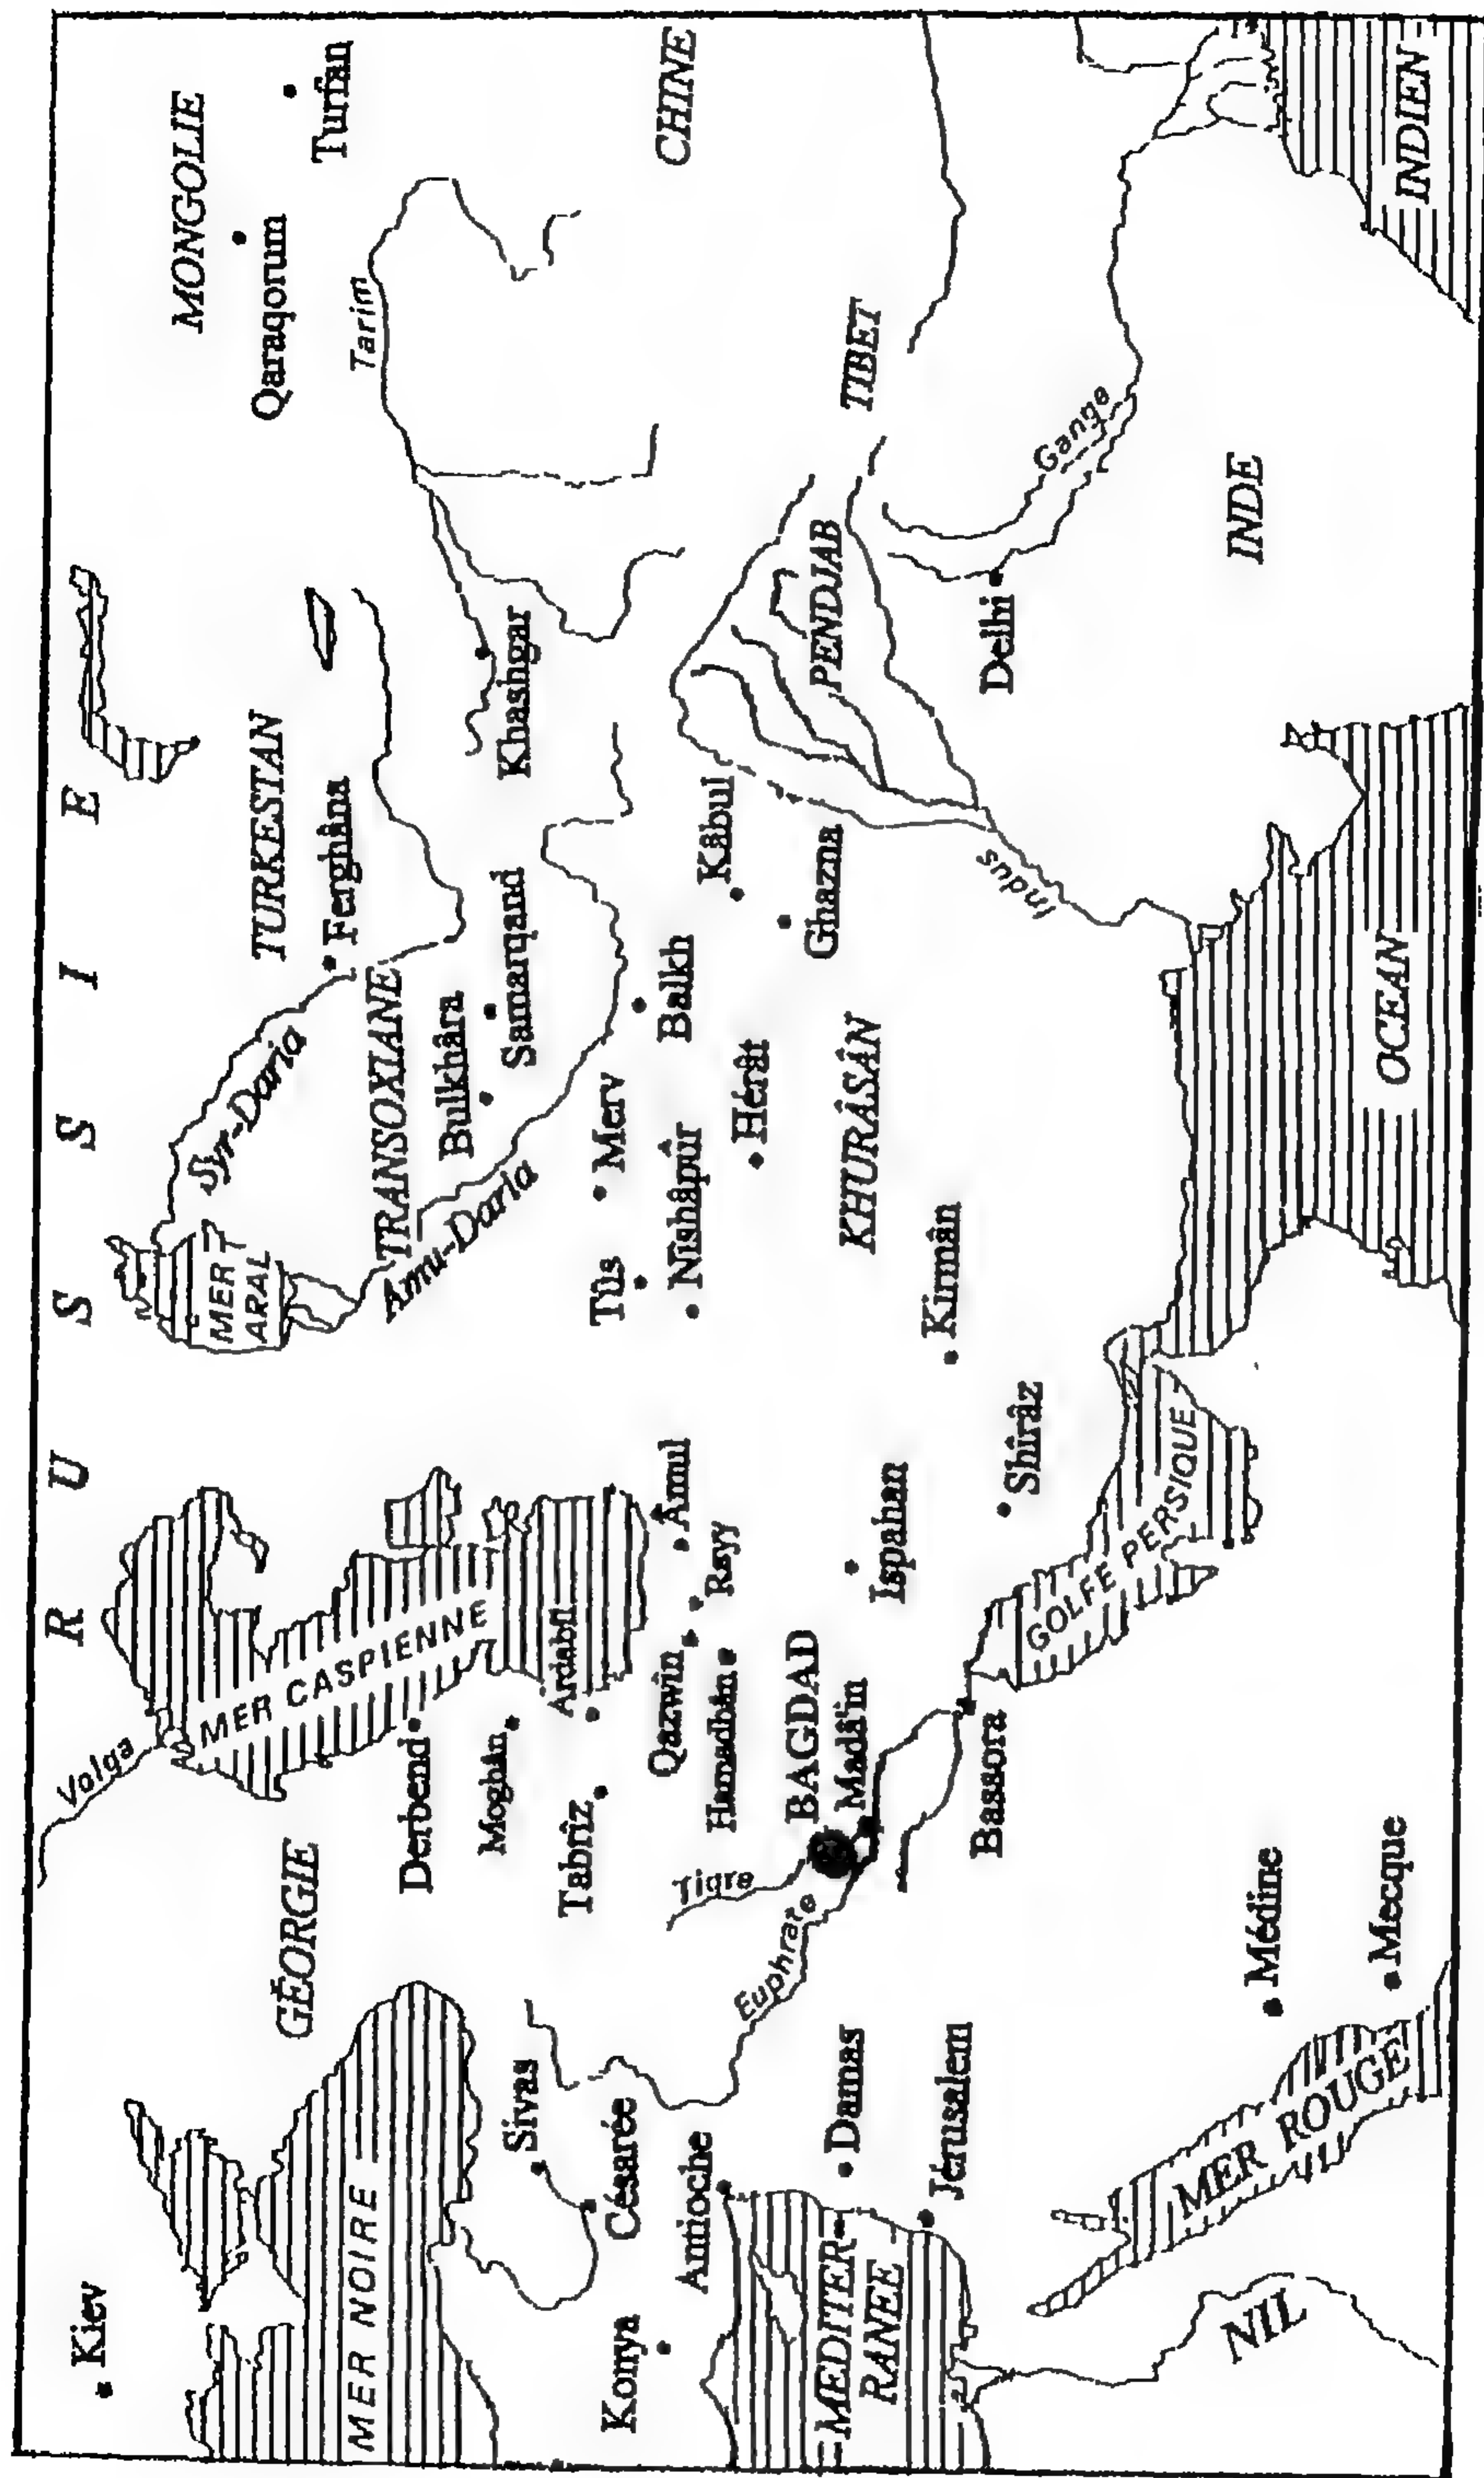 R U S S I E
Kiev
Volga
MONGOLIE
Qaraqorum
Turfan
TURKESTAN
Ferghâna
Syr-Daria
MER
ARAL
TRANSOXIANE
Bulkhâra
Samarqand
Amu-Daria
Khashgar
Tarim
CHINE
GÉORGIE
MER NOIRE
MER CASPIENNE
Derbend
Moghân
Ardabîl
Tabrîz
Sivas
Césarée
Konya
Antioche
Qazwîn
Hamadhân
Rayy
Âmul
Tûs
Merv
Nishâpûr
Balkh
Hérât
Kâbul
Ghazna
PENDJAB
TIBET
KHURÂSÂN
Tigre
Euphrate
BAGDAD
Madâ'in
Ispahan
Kirmân
Shîrâz
Bassora
Damas
Jérusalem
MEDITER-
RANEE
GOLFE PERSIQUE
Indus
Delhi
Gange
INDE
Médine
Mecque
MER ROUGE
NIL
OCEAN
INDIEN